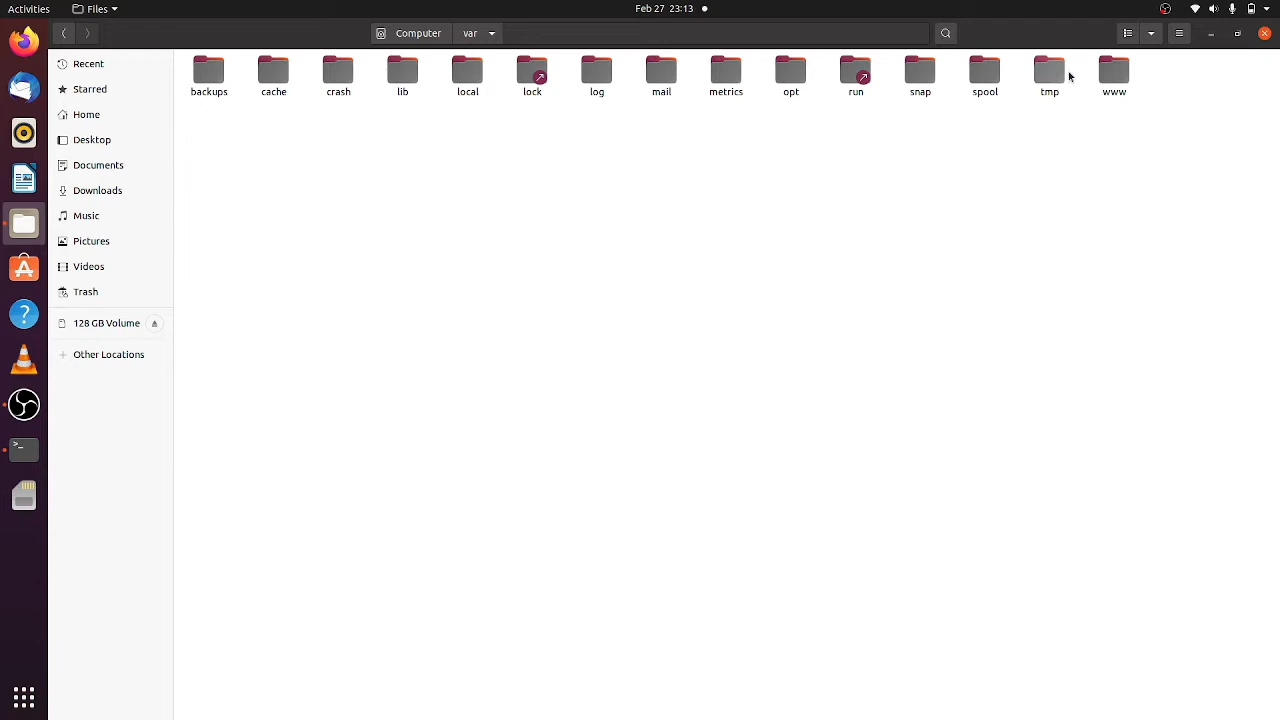 Activities Files Feb 27 23:13
Computer var
Recent
Starred
Home
Desktop
Documents
Downloads
Music
Pictures
Videos
Trash
128 GB Volume
Other Locations
backups cache crash lib local lock log mail metrics opt run snap spool tmp www